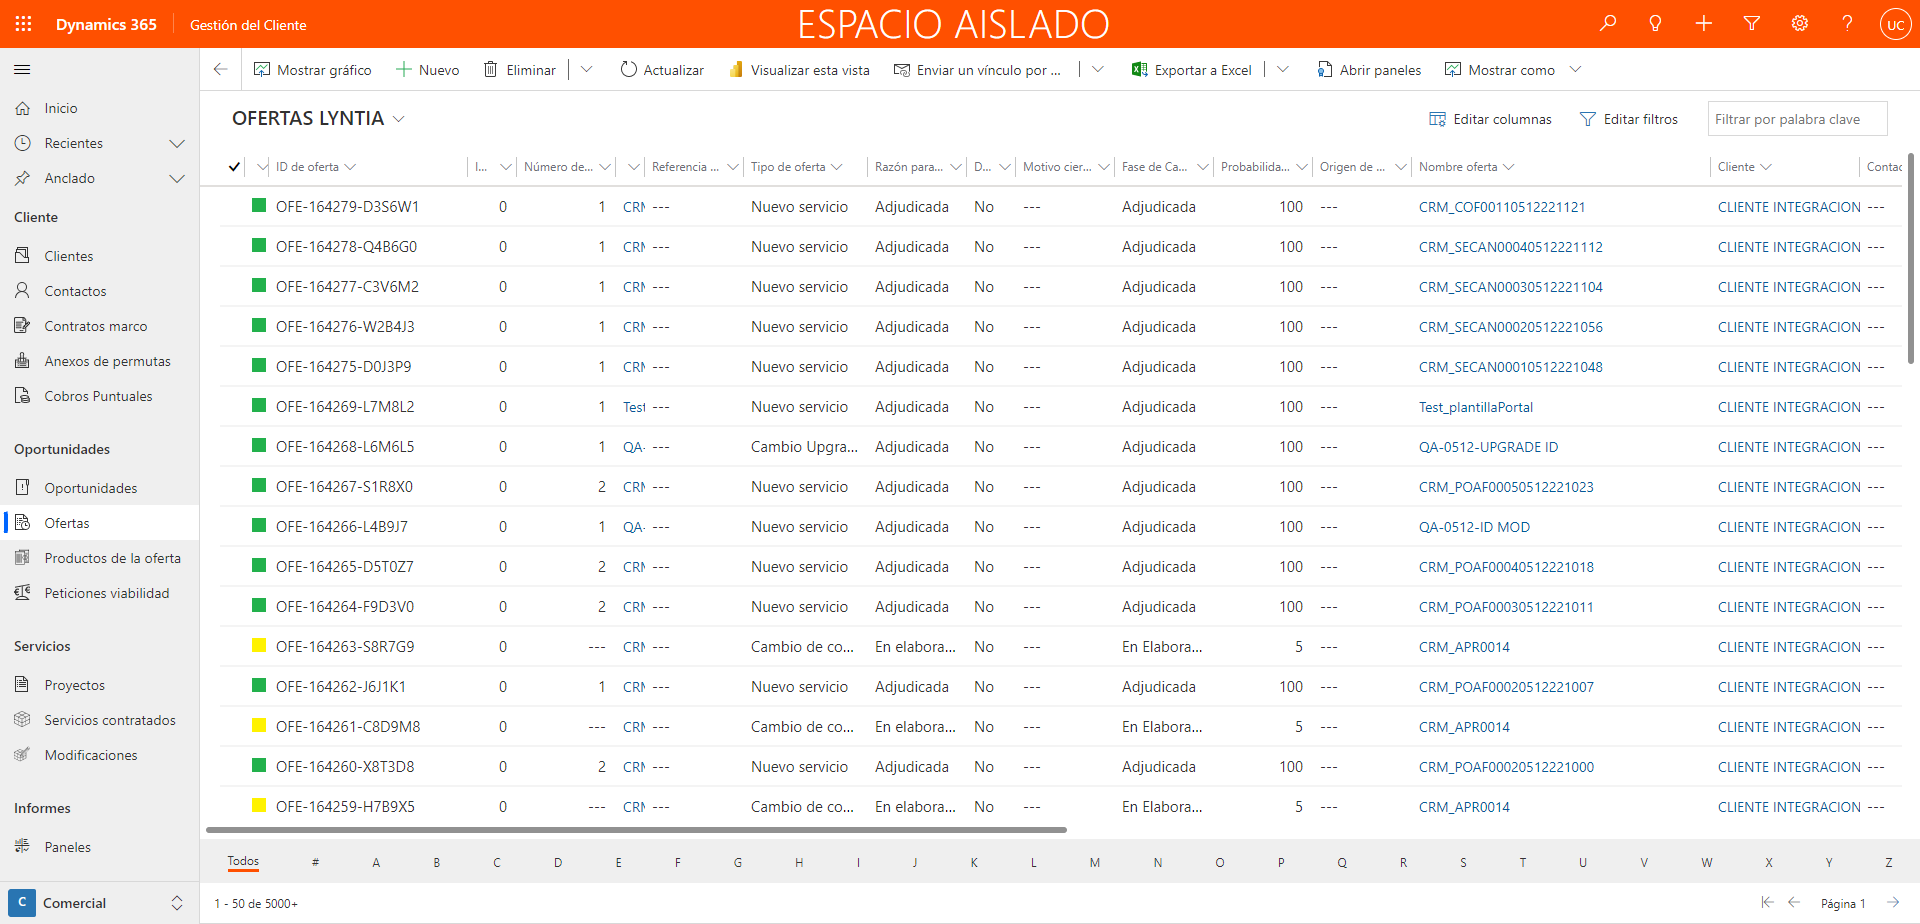 Dynamics 365 Gestión del Cliente ESPACIO AISLADO UC
Mostrar gráfico Nuevo Eliminar Actualizar Visualizar esta vista Enviar un vínculo por ... Exportar a Excel Abrir paneles Mostrar como
Inicio
Recientes
Anclado
Cliente
Clientes
Contactos
Contratos marco
Anexos de permutas
Cobros Puntuales
Oportunidades
Oportunidades
Ofertas
Productos de la oferta
Peticiones viabilidad
Servicios
Proyectos
Servicios contratados
Modificaciones
Informes
Paneles
C Comercial
OFERTAS LYNTIA Editar columnas Editar filtros Filtrar por palabra clave
ID de oferta I... Número de... Referencia ... Tipo de oferta Razón para... D... Motivo cier... Fase de Ca... Probabilida... Origen de ... Nombre oferta Cliente Contac
OFE-164279-D3S6W1 0 1 CRM --- Nuevo servicio Adjudicada No --- Adjudicada 100 --- CRM_COF00110512221121 CLIENTE INTEGRACION ---
OFE-164278-Q4B6G0 0 1 CRM --- Nuevo servicio Adjudicada No --- Adjudicada 100 --- CRM_SECAN00040512221112 CLIENTE INTEGRACION ---
OFE-164277-C3V6M2 0 1 CRM --- Nuevo servicio Adjudicada No --- Adjudicada 100 --- CRM_SECAN00030512221104 CLIENTE INTEGRACION ---
OFE-164276-W2B4J3 0 1 CRM --- Nuevo servicio Adjudicada No --- Adjudicada 100 --- CRM_SECAN00020512221056 CLIENTE INTEGRACION ---
OFE-164275-D0J3P9 0 1 CRM --- Nuevo servicio Adjudicada No --- Adjudicada 100 --- CRM_SECAN00010512221048 CLIENTE INTEGRACION ---
OFE-164269-L7M8L2 0 1 Test --- Nuevo servicio Adjudicada No --- Adjudicada 100 --- Test_plantillaPortal CLIENTE INTEGRACION ---
OFE-164268-L6M6L5 0 1 QA- --- Cambio Upgra... Adjudicada No --- Adjudicada 100 --- QA-0512-UPGRADE ID CLIENTE INTEGRACION ---
OFE-164267-S1R8X0 0 2 CRM --- Nuevo servicio Adjudicada No --- Adjudicada 100 --- CRM_POAF00050512221023 CLIENTE INTEGRACION ---
OFE-164266-L4B9J7 0 1 QA- --- Nuevo servicio Adjudicada No --- Adjudicada 100 --- QA-0512-ID MOD CLIENTE INTEGRACION ---
OFE-164265-D5T0Z7 0 2 CRM --- Nuevo servicio Adjudicada No --- Adjudicada 100 --- CRM_POAF00040512221018 CLIENTE INTEGRACION ---
OFE-164264-F9D3V0 0 2 CRM --- Nuevo servicio Adjudicada No --- Adjudicada 100 --- CRM_POAF00030512221011 CLIENTE INTEGRACION ---
OFE-164263-S8R7G9 0 --- CRM --- Cambio de co... En elabora... No --- En Elabora... 5 --- CRM_APR0014 CLIENTE INTEGRACION ---
OFE-164262-J6J1K1 0 1 CRM --- Nuevo servicio Adjudicada No --- Adjudicada 100 --- CRM_POAF00020512221007 CLIENTE INTEGRACION ---
OFE-164261-C8D9M8 0 --- CRM --- Cambio de co... En elabora... No --- En Elabora... 5 --- CRM_APR0014 CLIENTE INTEGRACION ---
OFE-164260-X8T3D8 0 2 CRM --- Nuevo servicio Adjudicada No --- Adjudicada 100 --- CRM_POAF00020512221000 CLIENTE INTEGRACION ---
OFE-164259-H7B9X5 0 --- CRM --- Cambio de co... En elabora... No --- En Elabora... 5 --- CRM_APR0014 CLIENTE INTEGRACION ---
Todos # A B C D E F G H I J K L M N O P Q R S T U V W X Y Z
1 - 50 de 5000+ Página 1